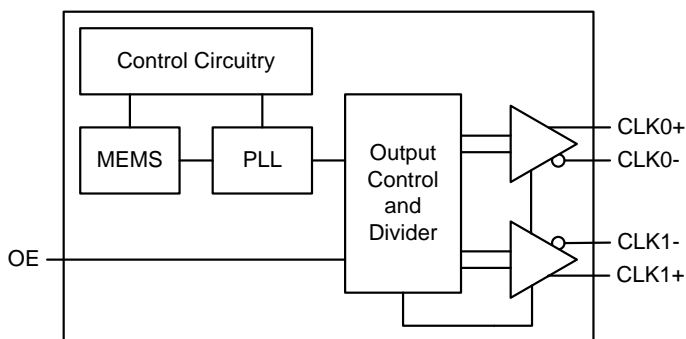 Control Circuitry
MEMS
PLL
Output
Control
and
Divider
OE
CLK0+
CLK0-
CLK1-
CLK1+